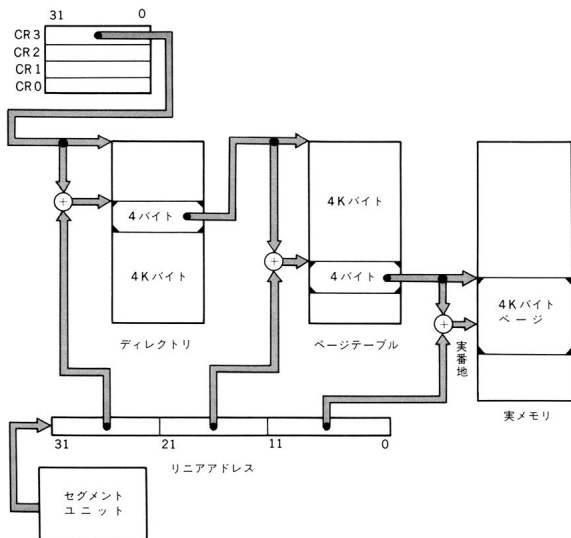 31 0
CR3
CR2
CR1
CR0
4バイト
4Kバイト
ディレクトリ
4Kバイト
4バイト
ページテーブル
4Kバイト
ページ
実番地
実メモリ
31 21 11 0
リニアアドレス
セグメント
ユニット